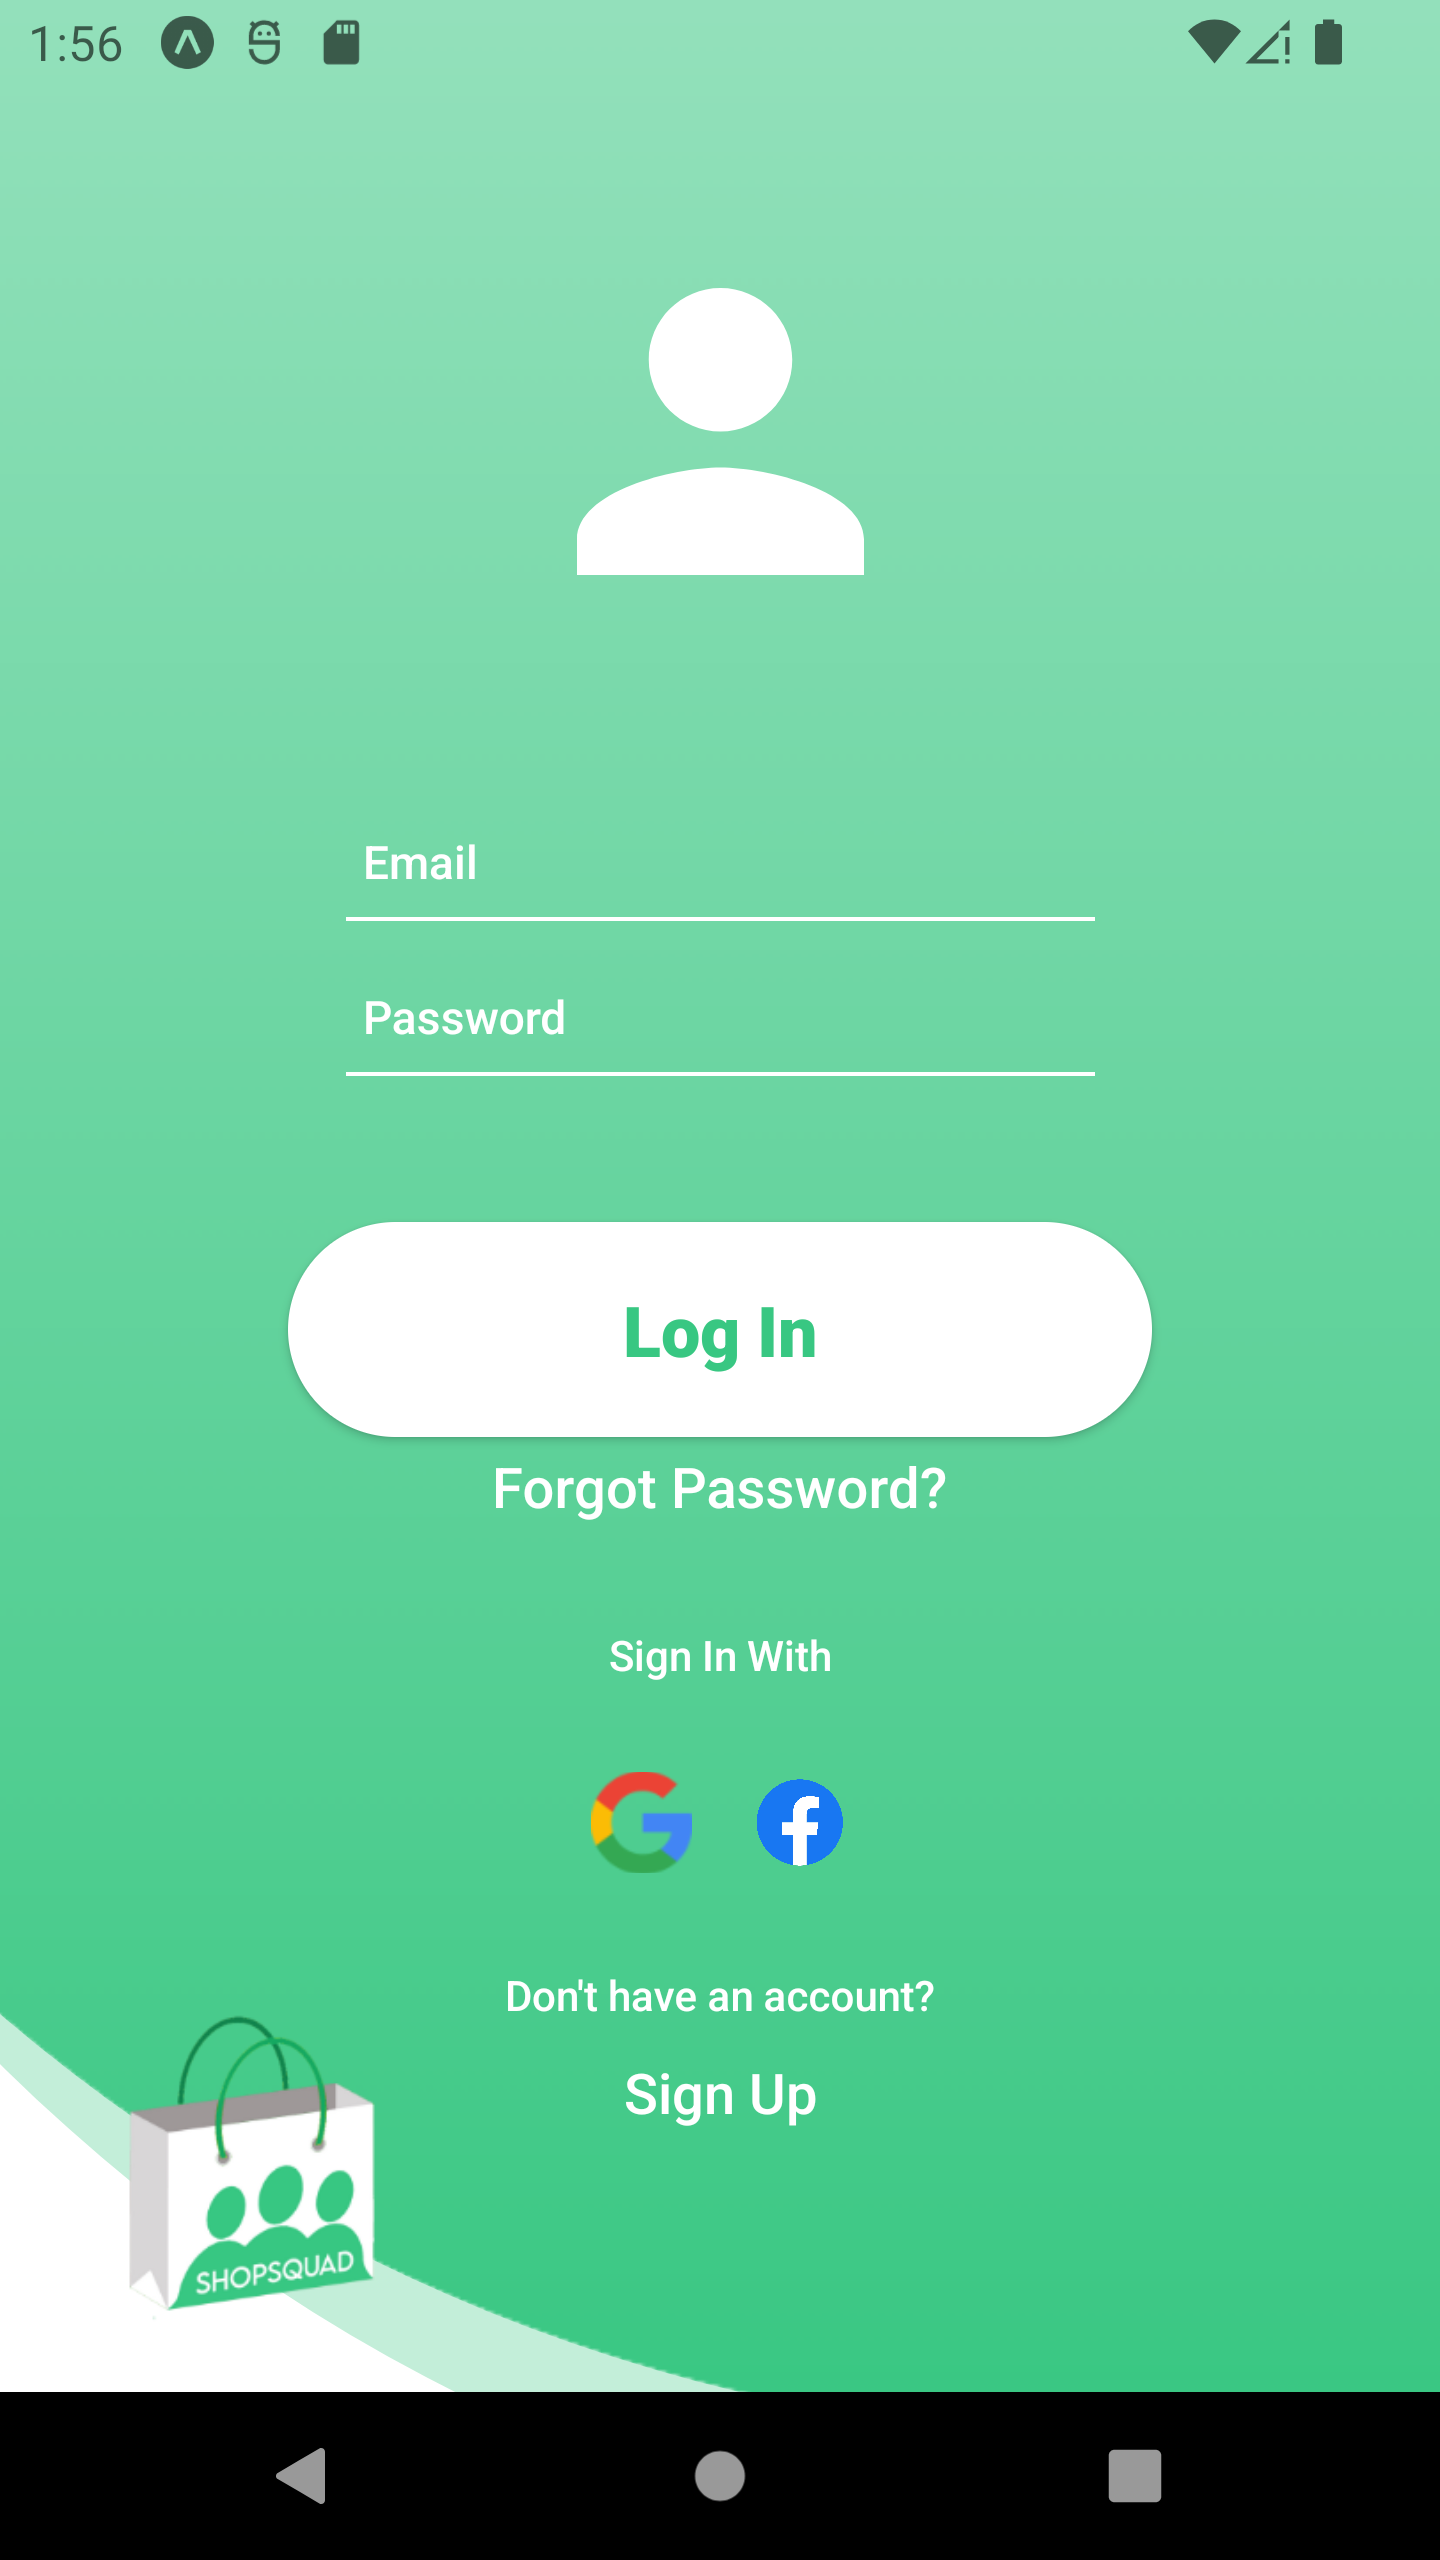 1:56
Email
Password
Log In
Forgot Password?
Sign In With
Don't have an account?
Sign Up
SHOPSQUAD